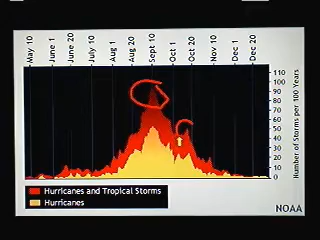 May 10
June 1
June 20
July 10
Aug 1
Aug 20
Sept 10
Oct 1
Oct 20
Nov 10
Dec 1
Dec 20
110
100
90
80
70
60
50
40
30
20
10
0
Number of Storms per 100 Years
Hurricanes and Tropical Storms
Hurricanes
NOAA